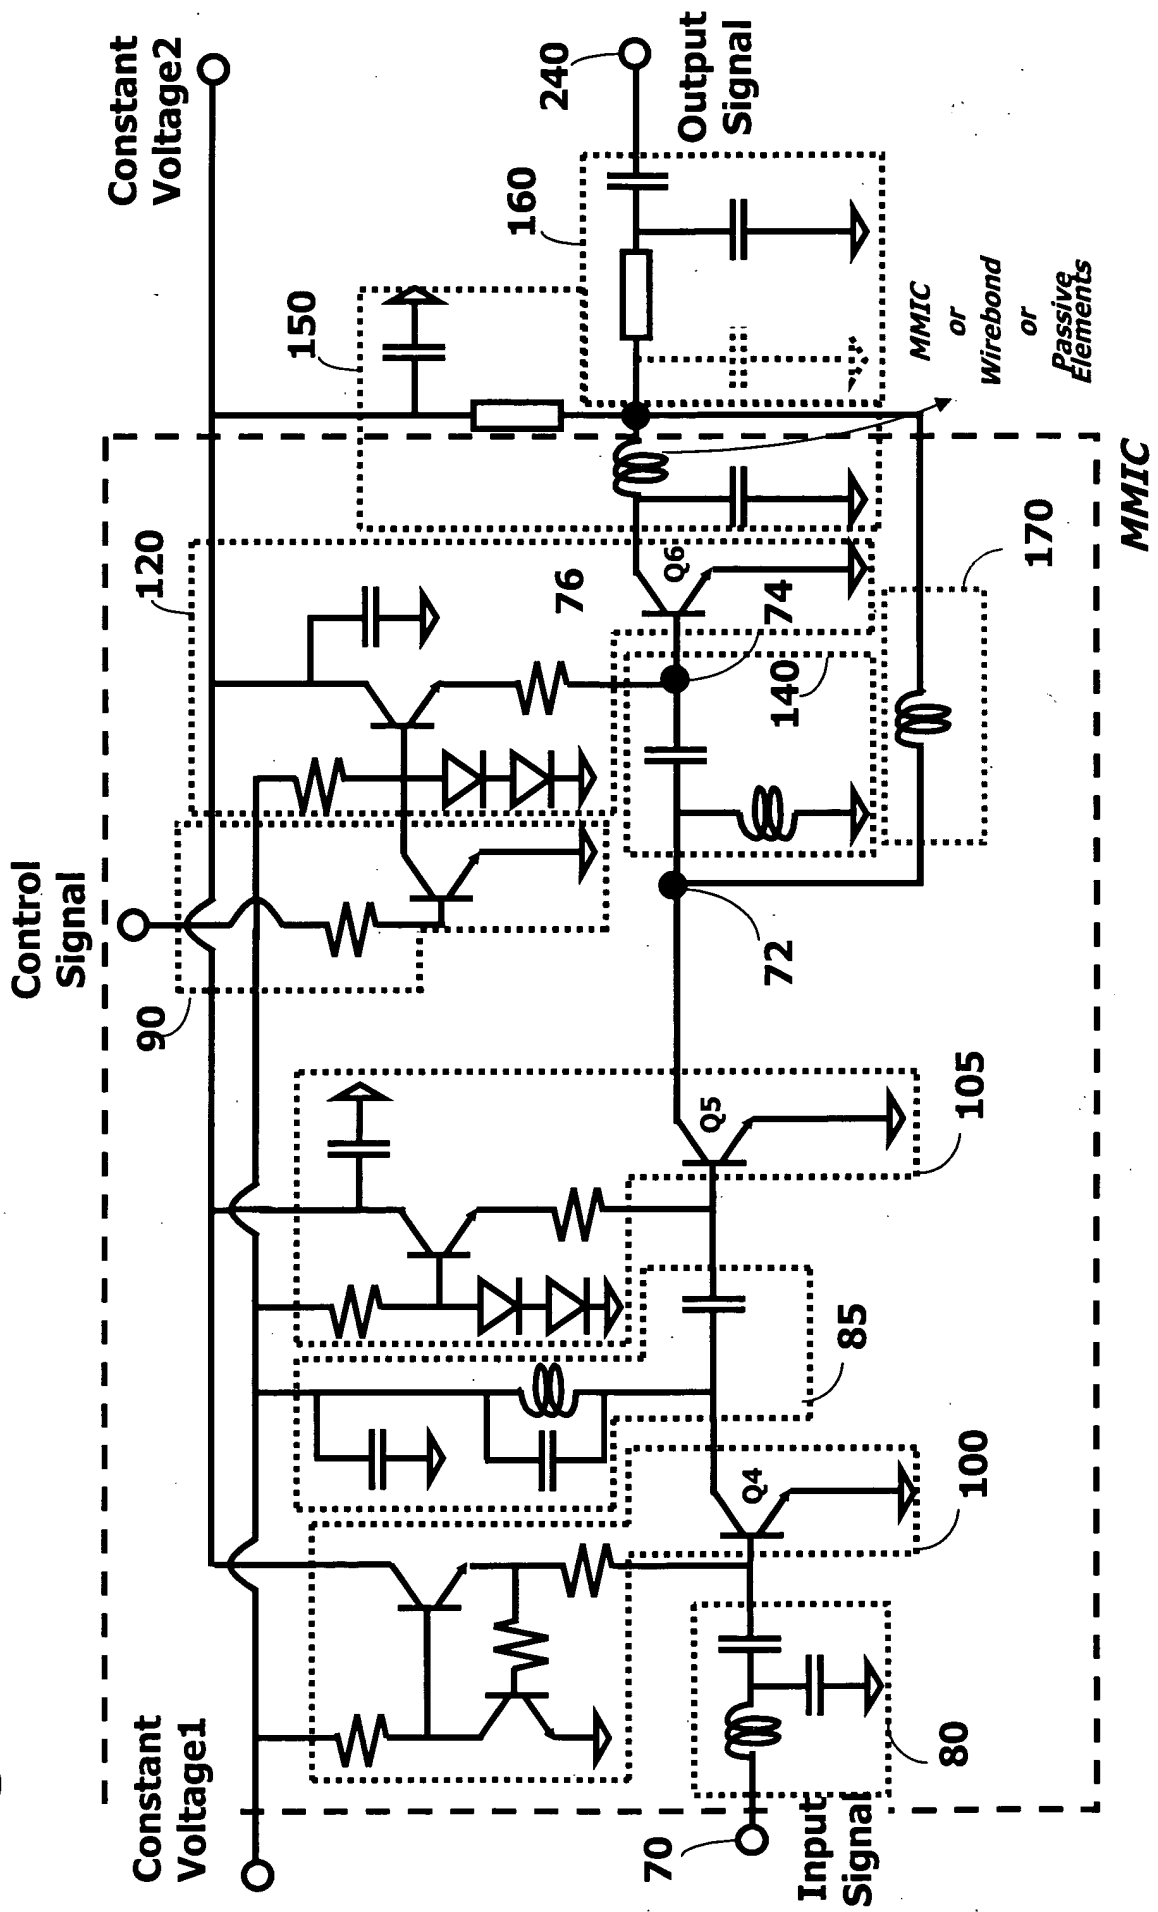 Constant
Voltage2
Control
Signal
Constant
Voltage1
120
150
160
240
Output
Signal
90
76
Q6
74
140
72
170
MMIC
or
Wirebond
or
Passive
Elements
Q5
105
85
Q4
100
80
70
Input
Signal
MMIC